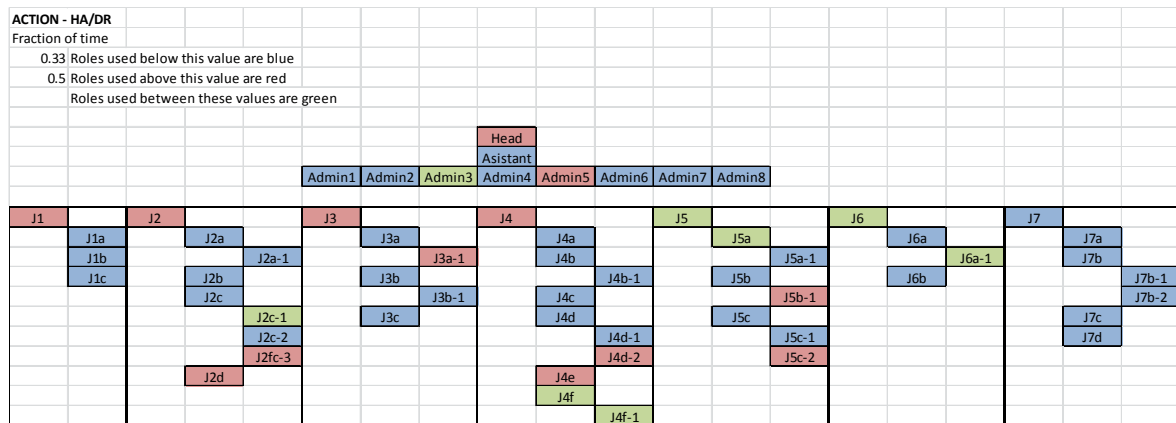 ACTION - HA/DR
Fraction of time
0.33 Roles used below this value are blue
0.5 Roles used above this value are red
Roles used between these values are green
Head
Asistant
Admin1 Admin2 Admin3 Admin4 Admin5 Admin6 Admin7 Admin8
J1 J2 J3 J4 J5 J6 J7
J1a J2a J3a J4a J5a J6a J7a
J1b J2a-1 J3a-1 J4b J5a-1 J6a-1 J7b
J1c J2b J3b J4b-1 J5b J6b J7b-1
J2c J3b-1 J4c J5b-1 J7b-2
J2c-1 J3c J4d J5c J7c
J2c-2 J4d-1 J5c-1 J7d
J2fc-3 J4d-2 J5c-2
J2d J4e
J4f
J4f-1